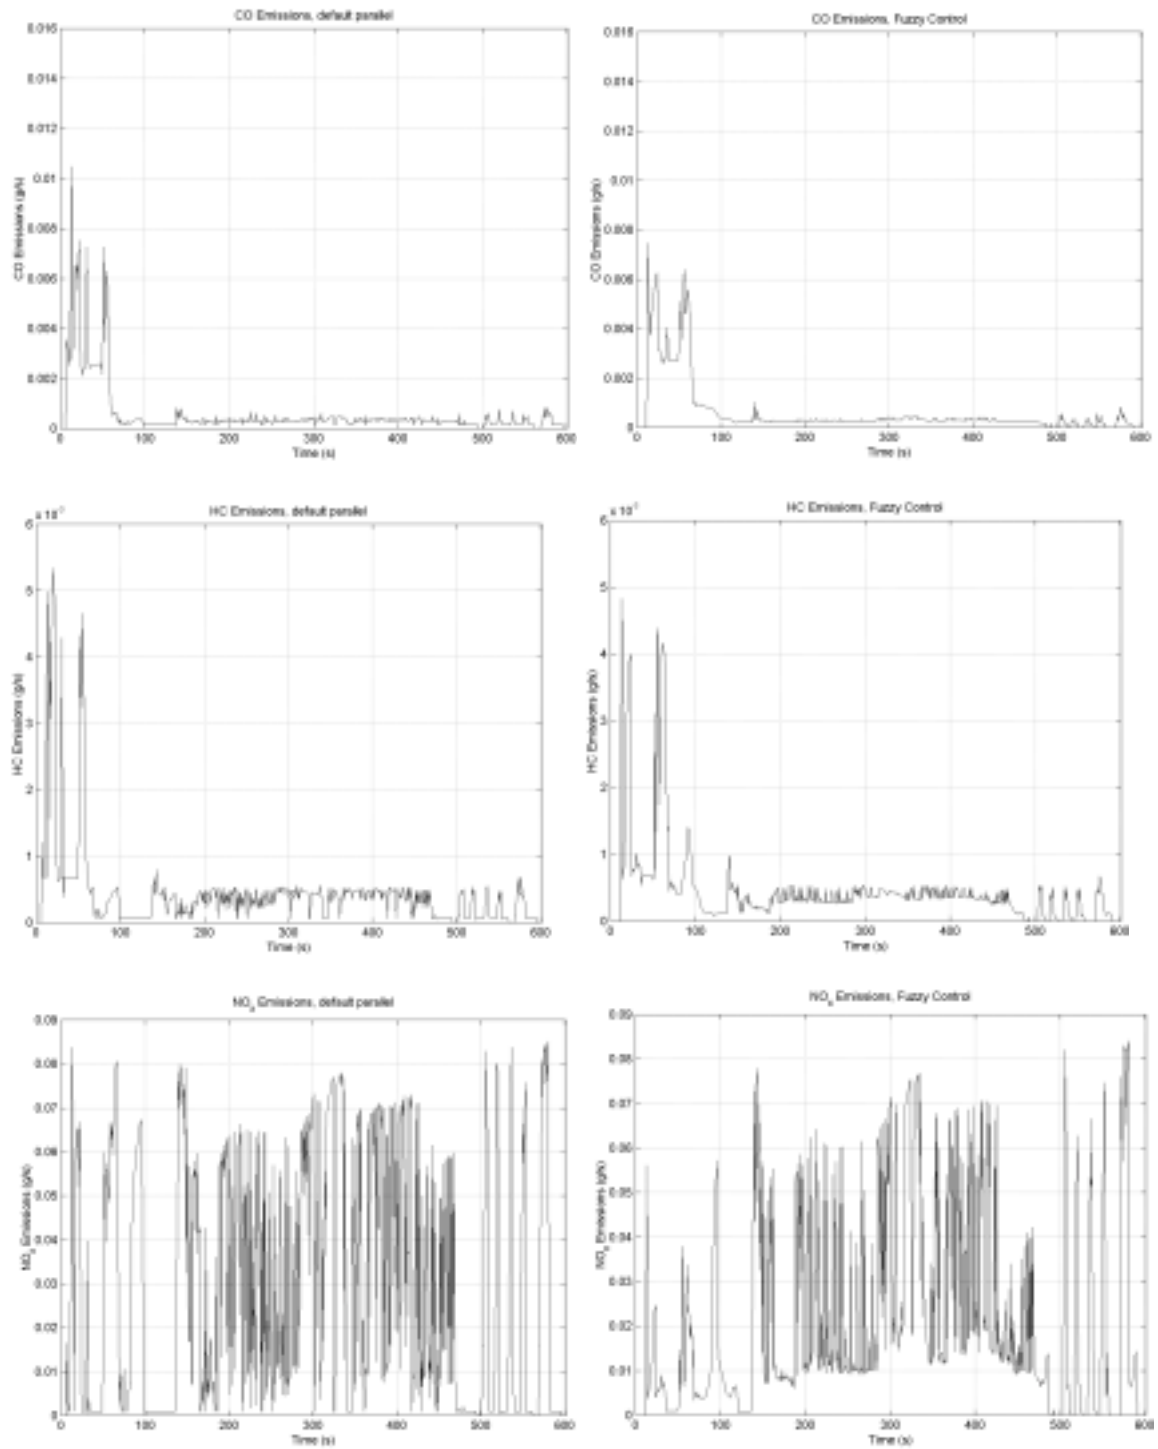 CO Emissions, default parallel
0.016
0.014
0.012
0.01
0.008
0.006
0.004
0.002
0
CO Emissions (g/s)
0 100 200 300 400 500 600
Time (s)
CO Emissions, Fuzzy Control
0.016
0.014
0.012
0.01
0.008
0.006
0.004
0.002
0
CO Emissions (g/s)
0 100 200 300 400 500 600
Time (s)
HC Emissions, default parallel
6
5
4
3
2
1
0
HC Emissions (g/s)
0 100 200 300 400 500 600
Time (s)
HC Emissions, Fuzzy Control
6
5
4
3
2
1
0
HC Emissions (g/s)
0 100 200 300 400 500 600
Time (s)
NOx Emissions, default parallel
0.09
0.08
0.07
0.06
0.05
0.04
0.03
0.02
0.01
0
NOx Emissions (g/s)
0 100 200 300 400 500 600
Time (s)
NOx Emissions, Fuzzy Control
0.09
0.08
0.07
0.06
0.05
0.04
0.03
0.02
0.01
0
NOx Emissions (g/s)
0 100 200 300 400 500 600
Time (s)